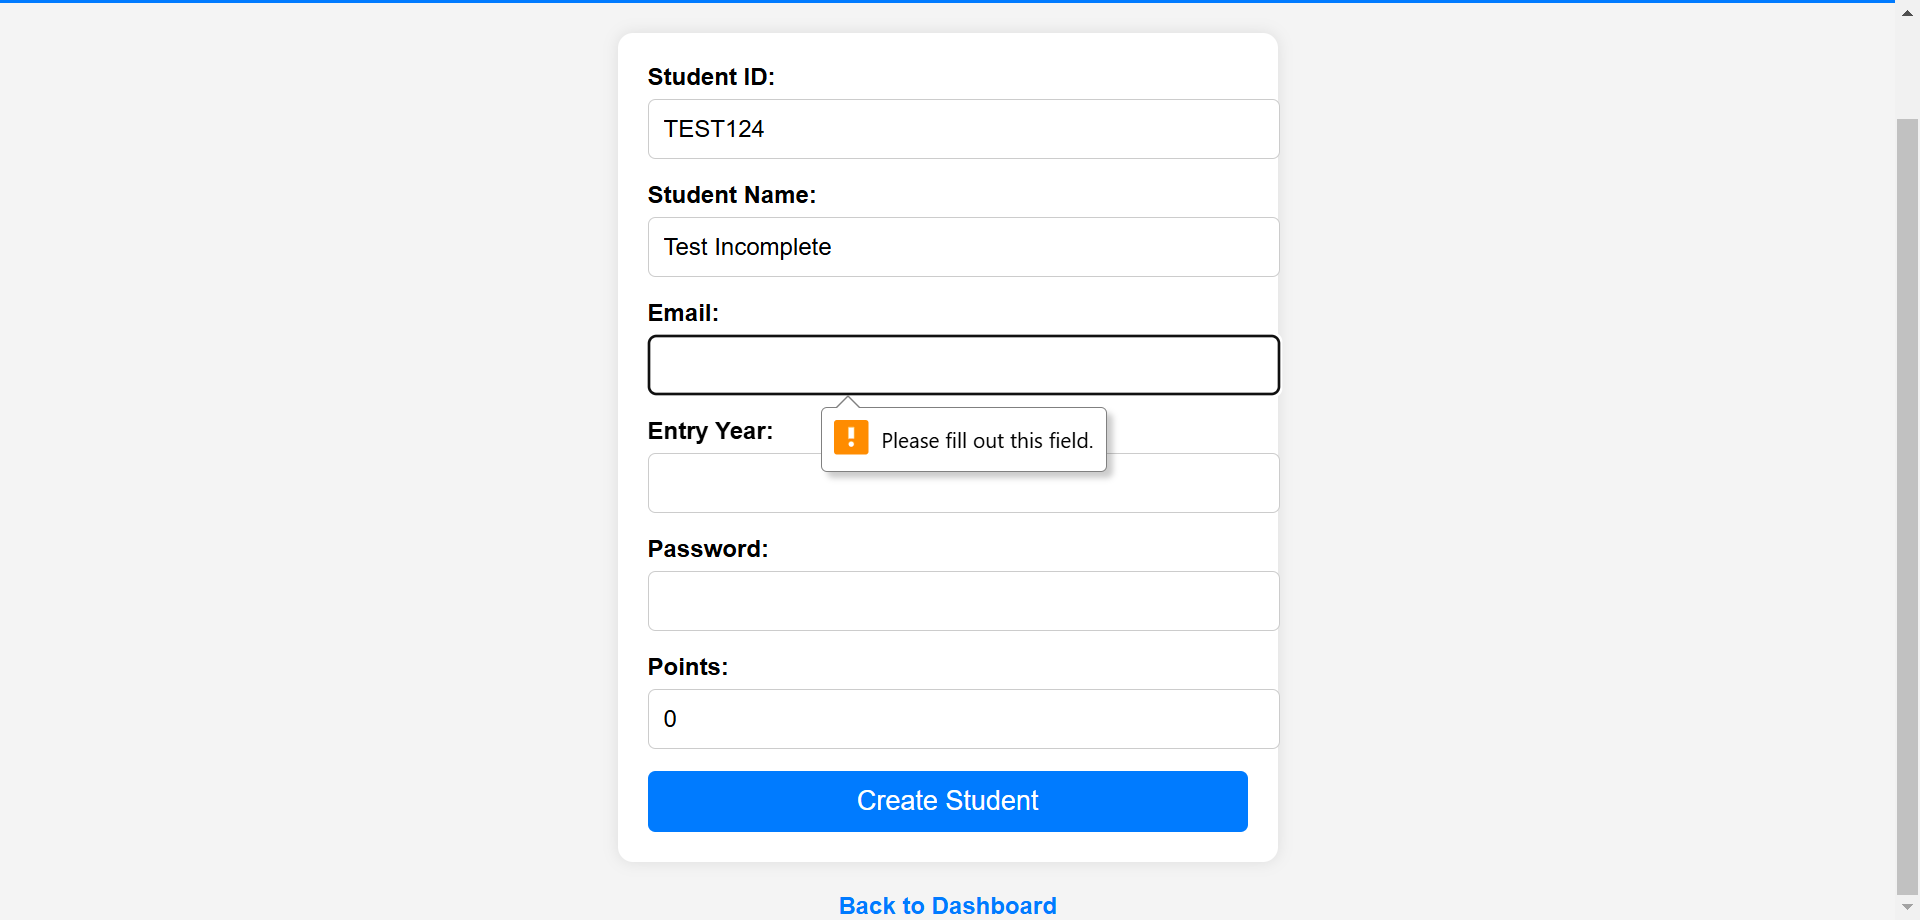 Student ID:
TEST124
Student Name:
Test Incomplete
Email:
Please fill out this field.
Entry Year:
Password:
Points:
0
Create Student
Back to Dashboard